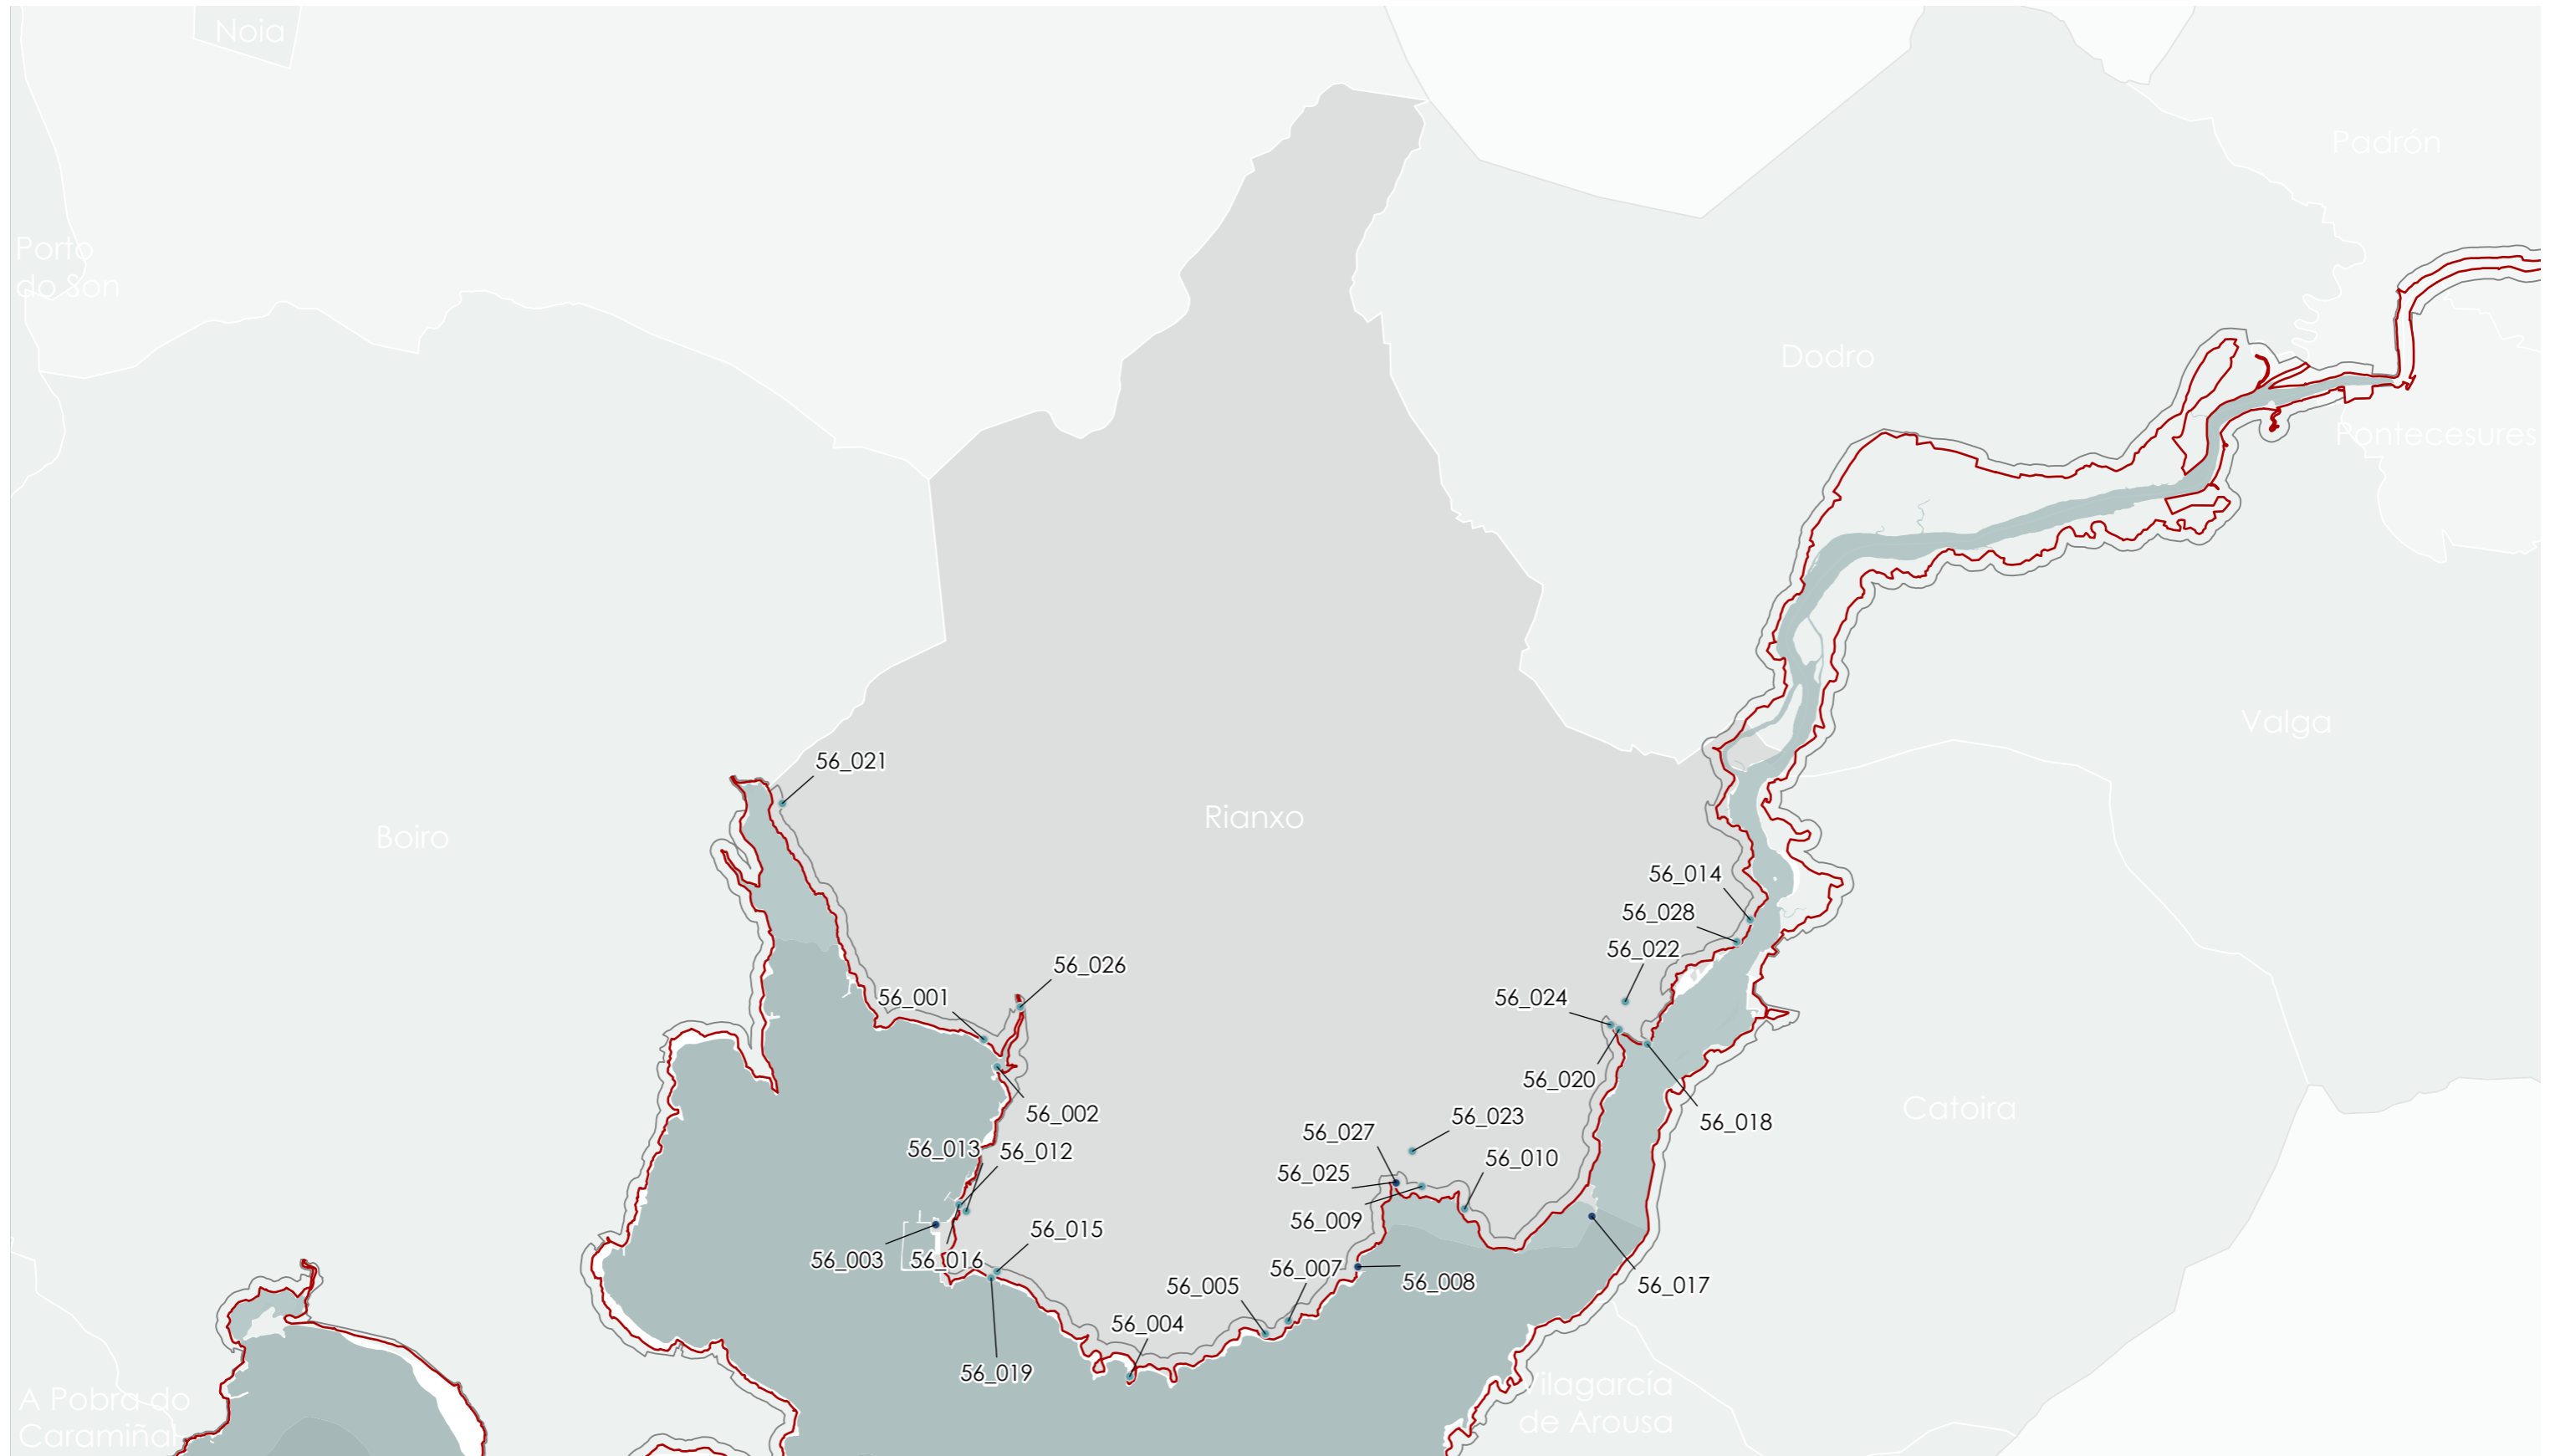 Noia
Padrón
Porto
do Son
Dodro
Pontecesures
Valga
56_021
Rianxo
Boiro
56_014
56_028
56_022
56_026
56_001
56_024
56_020
56_002
56_018
56_023
Catoira
56_027
56_013
56_012
56_010
56_025
56_009
56_015
56_003
56_016
56_007
56_008
56_005
56_017
56_004
56_019
A Pobra do
Caramiñal
Vilagarcía
de Arousa